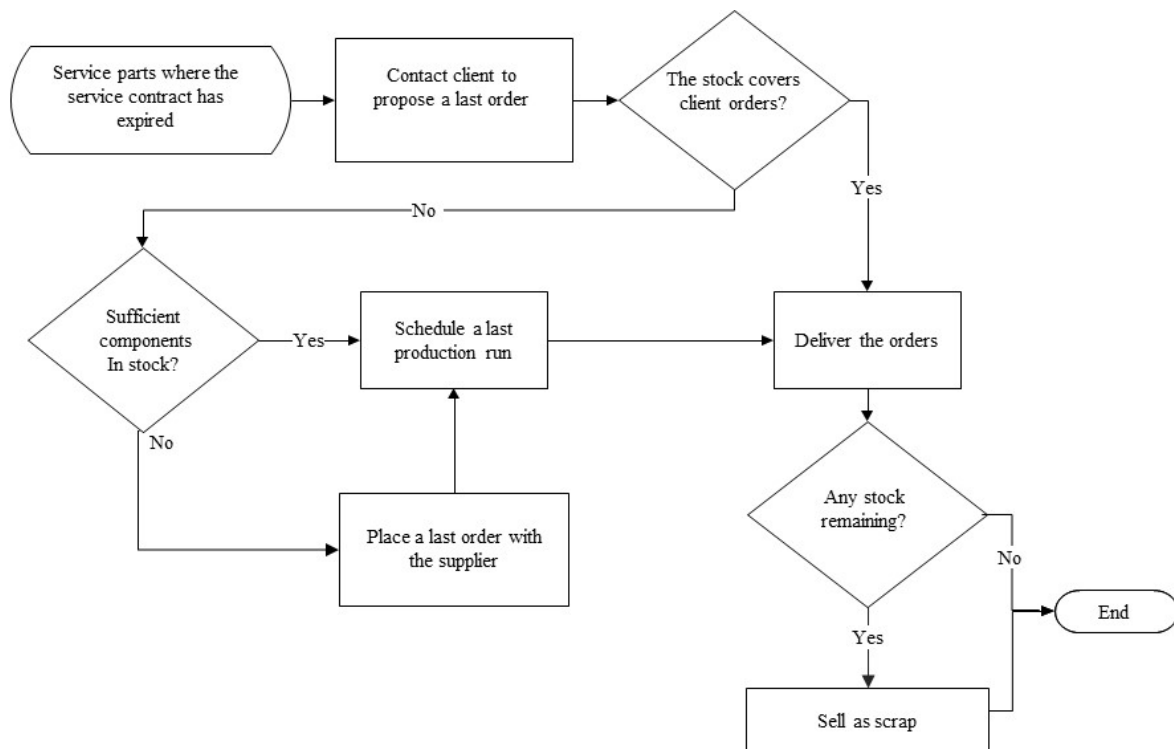 Service parts where the
service contract has
expired
Contact client to
propose a last order
The stock covers
client orders?
Yes
No
Sufficient
components
In stock?
Yes
Schedule a last
production run
Deliver the orders
No
Place a last order with
the supplier
Any stock
remaining?
No
End
Yes
Sell as scrap